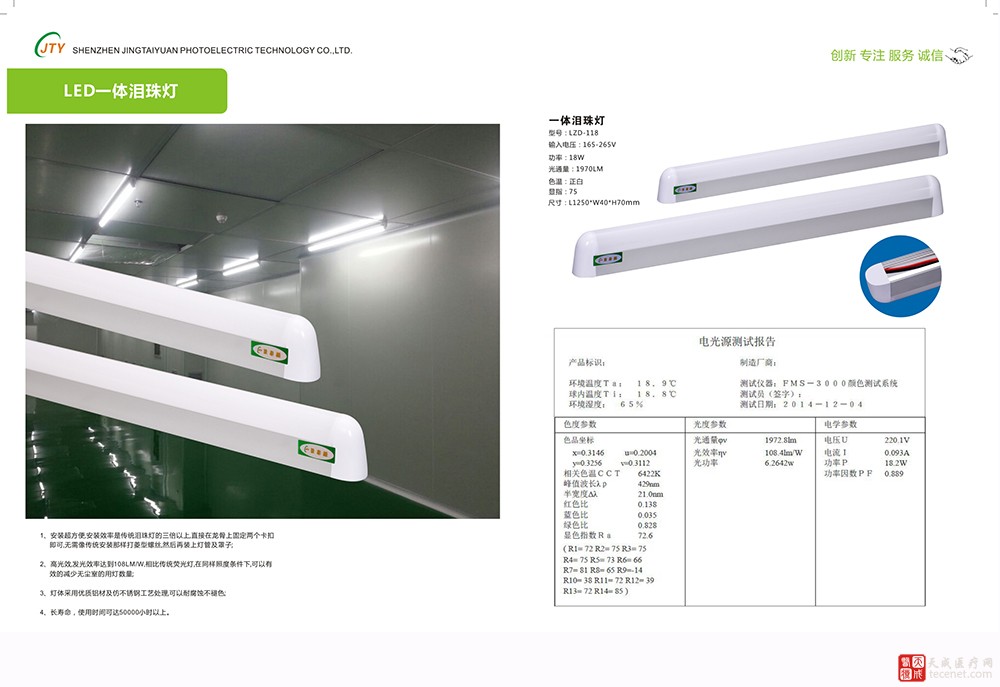 JTY
SHENZHEN JINGTAIYUAN PHOTOELECTRIC TECHNOLOGY CO.,LTD.
创新 专注 服务 诚信
LED一体泪珠灯
一体泪珠灯
型号：LZD-118
输入电压：165-265V
功率：18W
光通量：1970LM
色温：正白
显指：75
尺寸：L1250*W40*H70mm
电光源测试报告
产品标识：
制造厂商：
环境温度Ta： 18．9℃
测试仪器：FMS－3000颜色测试系统
球内温度Ti： 18．8℃
测试员（签字）：
环境湿度： 65％
测试日期：2014－12－04
色度参数
光度参数
电学参数
色品坐标
x=0.3146 u=0.2004
y=0.3256 v=0.3112
相关色温CCT 6422K
峰值波长λp 429nm
半宽度Δλ 21.0nm
红色比 0.138
蓝色比 0.035
绿色比 0.828
显色指数Ra 72.6
( R1= 72 R2= 75 R3= 75
R4= 75 R5= 73 R6= 66
R7= 81 R8= 65 R9=-14
R10= 38 R11= 72 R12= 39
R13= 72 R14= 85 )
光通量φv 1972.8lm
光效率ηv 108.4lm/W
光功率 6.2642w
电压U 220.1V
电流I 0.093A
功率P 18.2W
功率因数PF 0.889
1、安装超方便,安装效率是传统泪珠灯的三倍以上,直接在龙骨上固定两个卡扣
即可,无需像传统安装那样打菱型螺丝,然后再装上灯管及罩子;
2、高光效,发光效率达到108LM/W,相比传统荧光灯,在同样照度条件下,可以有
效的减少无尘室的用灯数量;
3、灯体采用优质铝材及仿不锈钢工艺处理,可以耐腐蚀不褪色;
4、长寿命，使用时间可达50000小时以上。
天成医疗网
tecenet.com